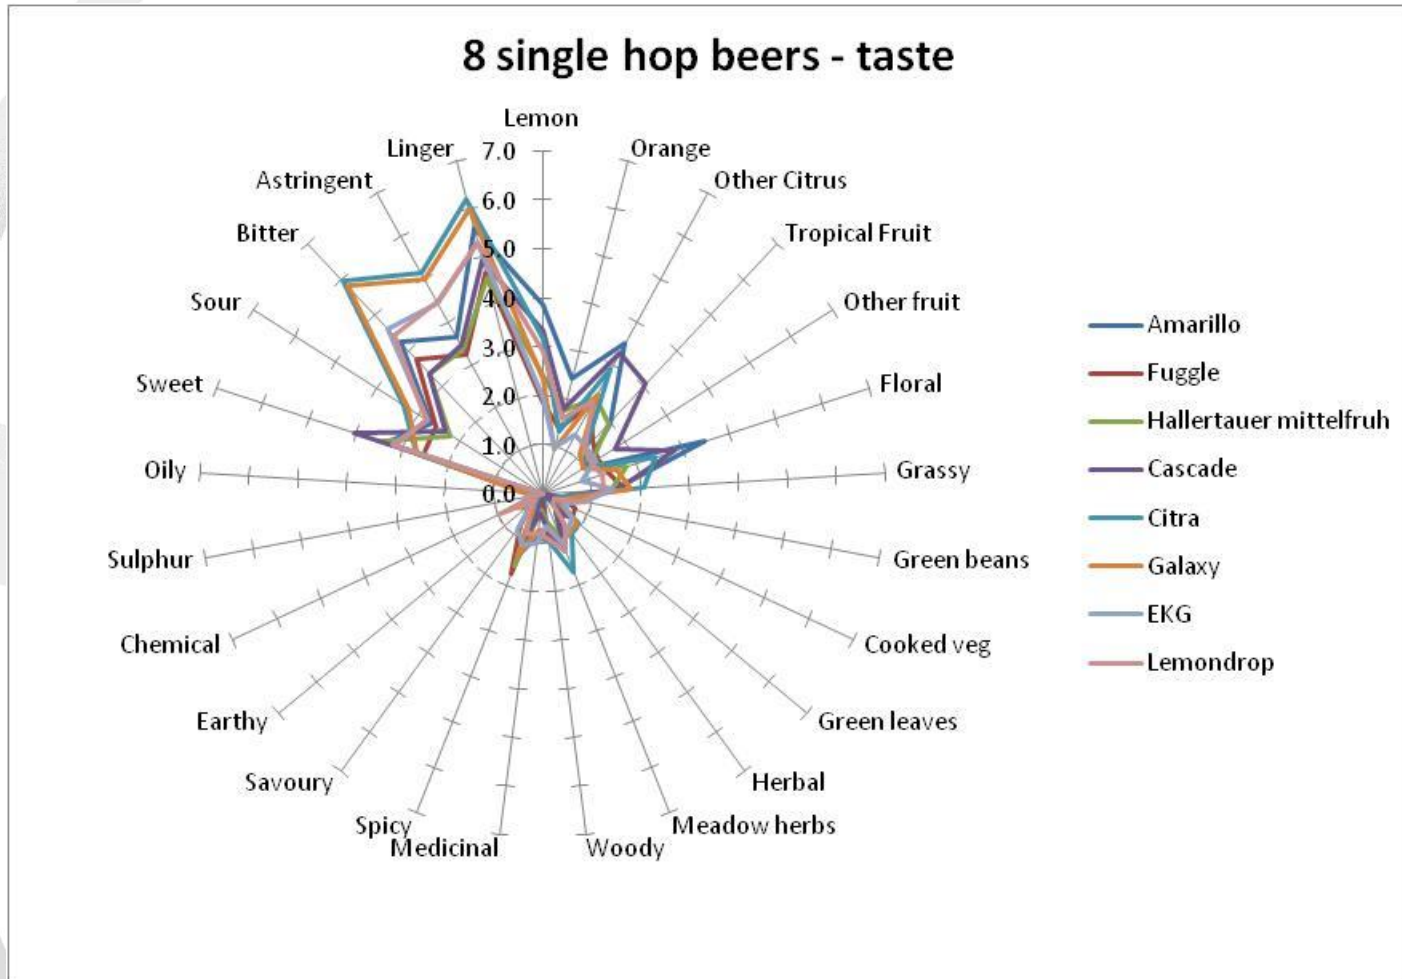 8 single hop beers - taste
Lemon
Orange
Other Citrus
Tropical Fruit
Other fruit
Floral
Grassy
Green beans
Cooked veg
Green leaves
Herbal
Meadow herbs
Woody
Medicinal
Spicy
Savoury
Earthy
Chemical
Sulphur
Oily
Sweet
Sour
Bitter
Astringent
Linger
7.0
6.0
5.0
4.0
3.0
2.0
1.0
0.0
Amarillo
Fuggle
Hallertauer mittelfruh
Cascade
Citra
Galaxy
EKG
Lemondrop